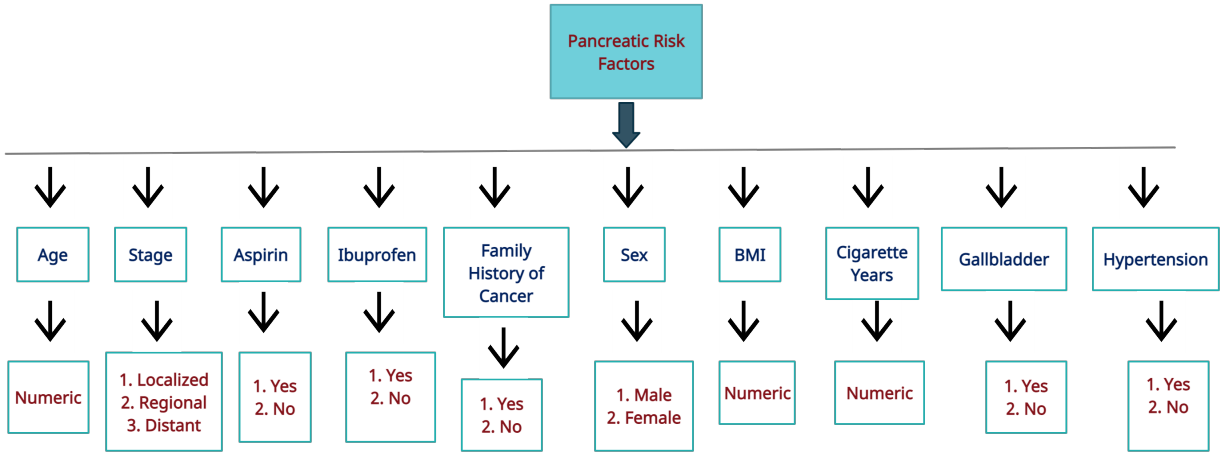 Pancreatic Risk
Factors
Age
Stage
Aspirin
Ibuprofen
Family
History of
Cancer
Sex
BMI
Cigarette
Years
Gallbladder
Hypertension
Numeric
1. Localized
2. Regional
3. Distant
1. Yes
2. No
1. Yes
2. No
1. Yes
2. No
1. Male
2. Female
Numeric
Numeric
1. Yes
2. No
1. Yes
2. No